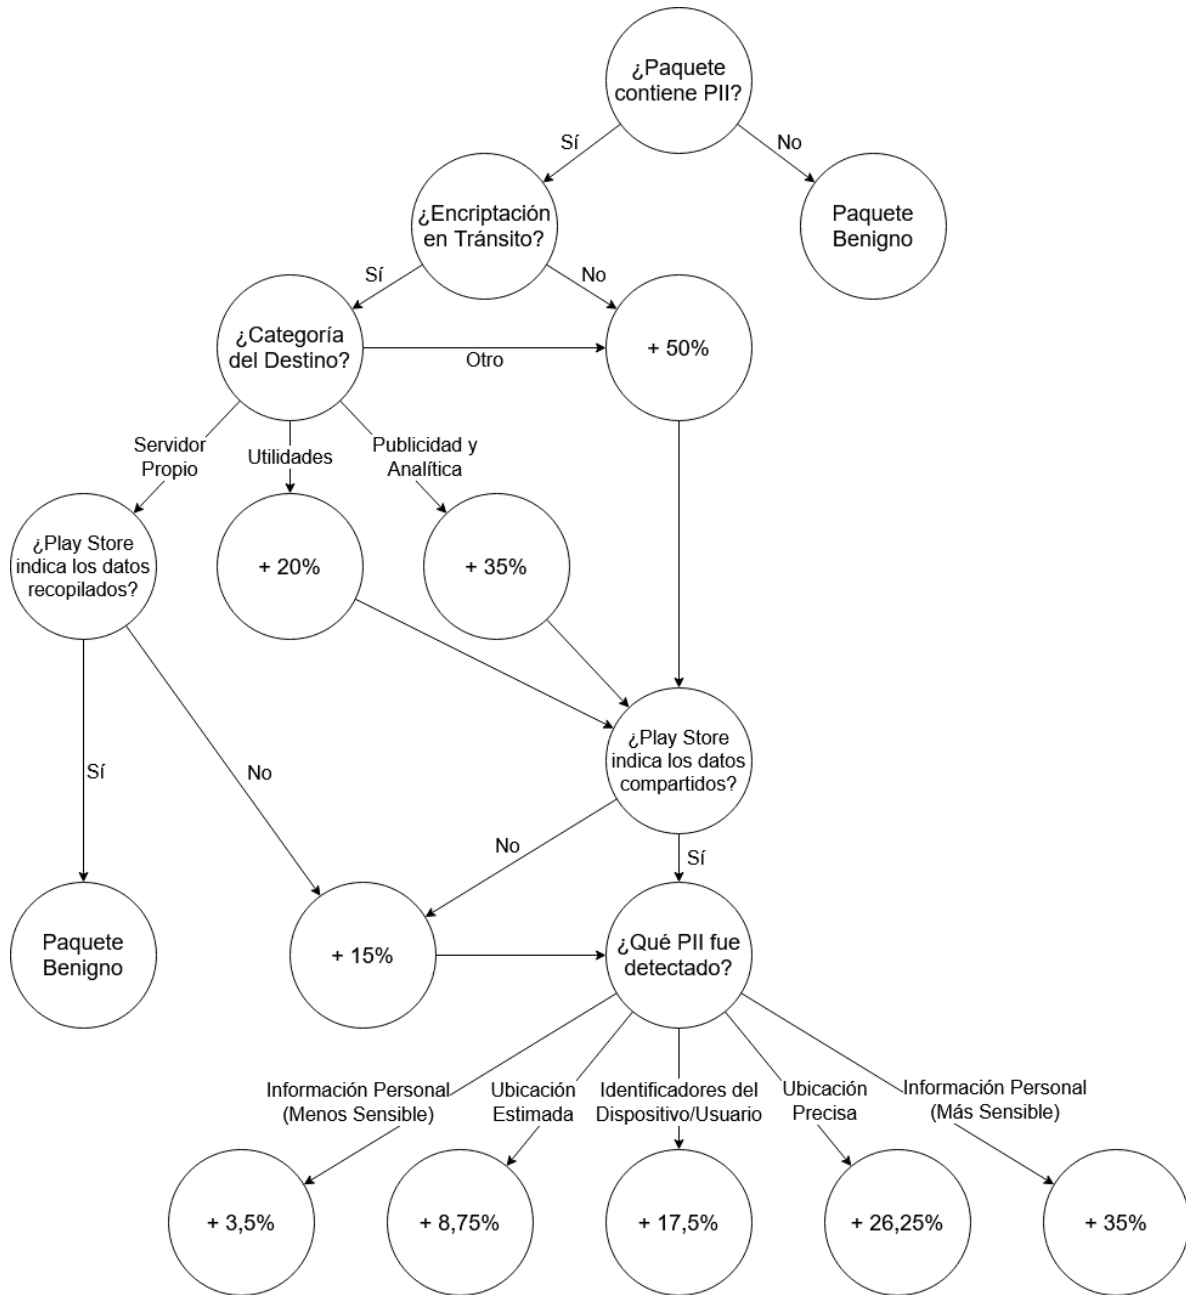 ¿Paquete
contiene PII?
Sí
No
¿Encriptación
en Tránsito?
Paquete
Benigno
Sí
No
¿Categoría
del Destino?
Otro
+ 50%
Servidor
Propio
Utilidades
Publicidad y
Analítica
¿Play Store
indica los datos
recopilados?
+ 20%
+ 35%
¿Play Store
indica los datos
compartidos?
Sí
No
No
Sí
Paquete
Benigno
+ 15%
¿Qué PII fue
detectado?
Información Personal
(Menos Sensible)
Ubicación
Estimada
Identificadores del
Dispositivo/Usuario
Ubicación
Precisa
Información Personal
(Más Sensible)
+ 3,5%
+ 8,75%
+ 17,5%
+ 26,25%
+ 35%